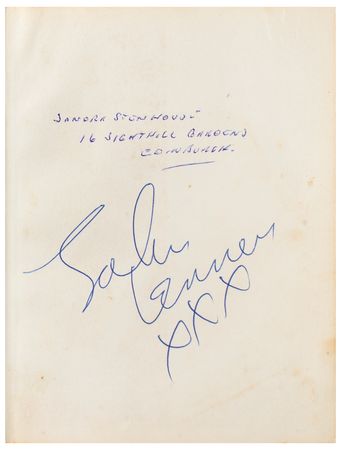 SANDRA STENHOUSE
16 SIGHTHILL GARDENS
EDINBURGH.
John
Lennon
xxx